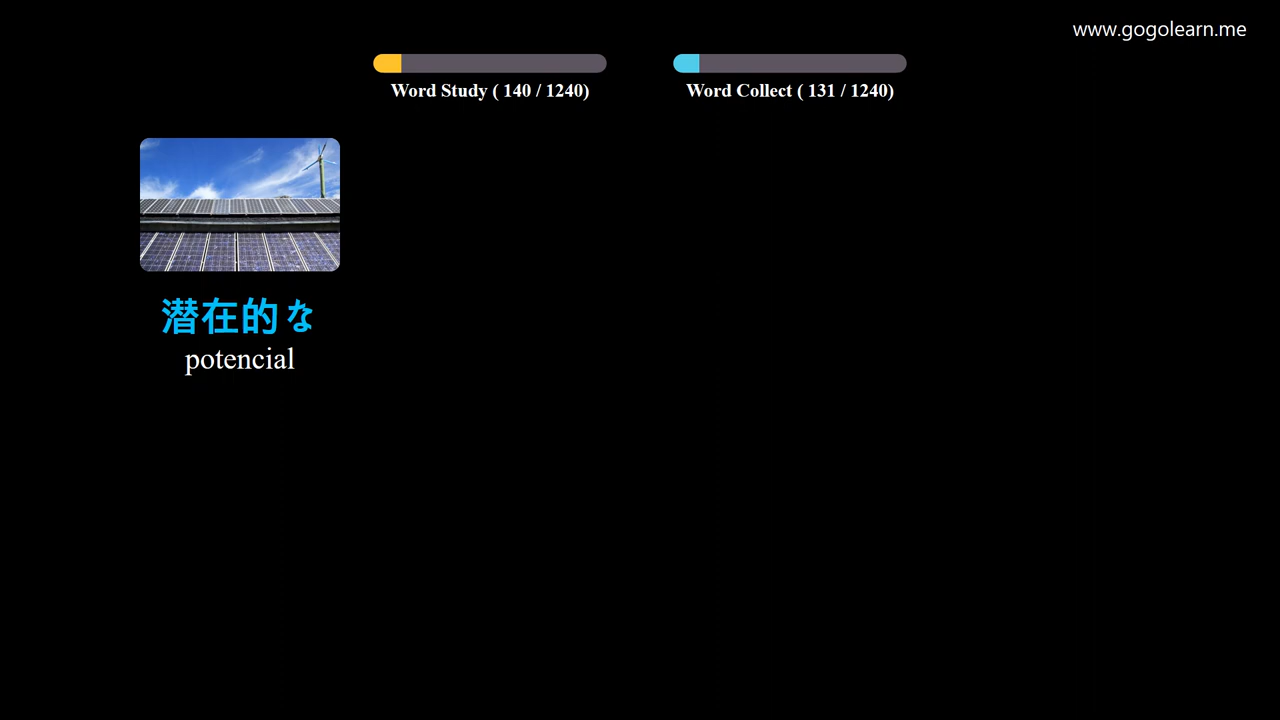 www.gogolearn.me
Word Study ( 140 / 1240)
Word Collect ( 131 / 1240)
潜在的な
potencial